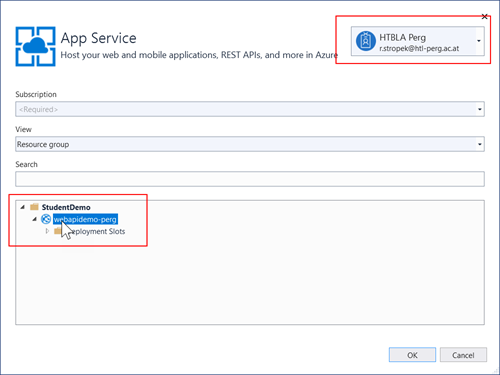 App Service
Host your web and mobile applications, REST APIs, and more in Azure
HTBLA Perg
r.stropek@htl-perg.ac.at
Subscription
<Required>
View
Resource group
Search
StudentDemo
webapidemo-perg
Deployment Slots
OK
Cancel